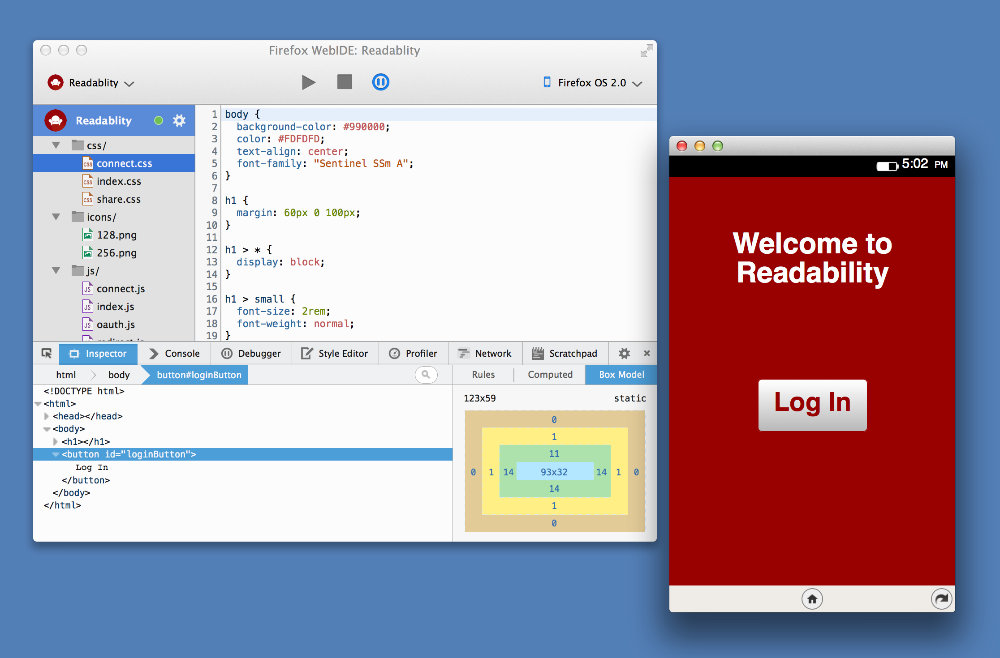 Firefox WebIDE: Readablity
Readablity
Firefox OS 2.0
Readablity
css/
connect.css
index.css
share.css
icons/
128.png
256.png
js/
connect.js
index.js
oauth.js
1 body {
2 background-color: #990000;
3 color: #FDFDFD;
4 text-align: center;
5 font-family: "Sentinel SSm A";
6 }
7
8 h1 {
9 margin: 60px 0 100px;
10 }
11
12 h1 > * {
13 display: block;
14 }
15
16 h1 > small {
17 font-size: 2rem;
18 font-weight: normal;
19 }
Inspector Console Debugger Style Editor Profiler Network Scratchpad
html body button#loginButton
<!DOCTYPE html>
<html>
<head></head>
<body>
<h1></h1>
<button id="loginButton">
Log In
</button>
</body>
</html>
Rules Computed Box Model
123x59 static
0
1
11
0 1 14 93x32 14 1 0
14
1
0
5:02 PM
Welcome to
Readability
Log In